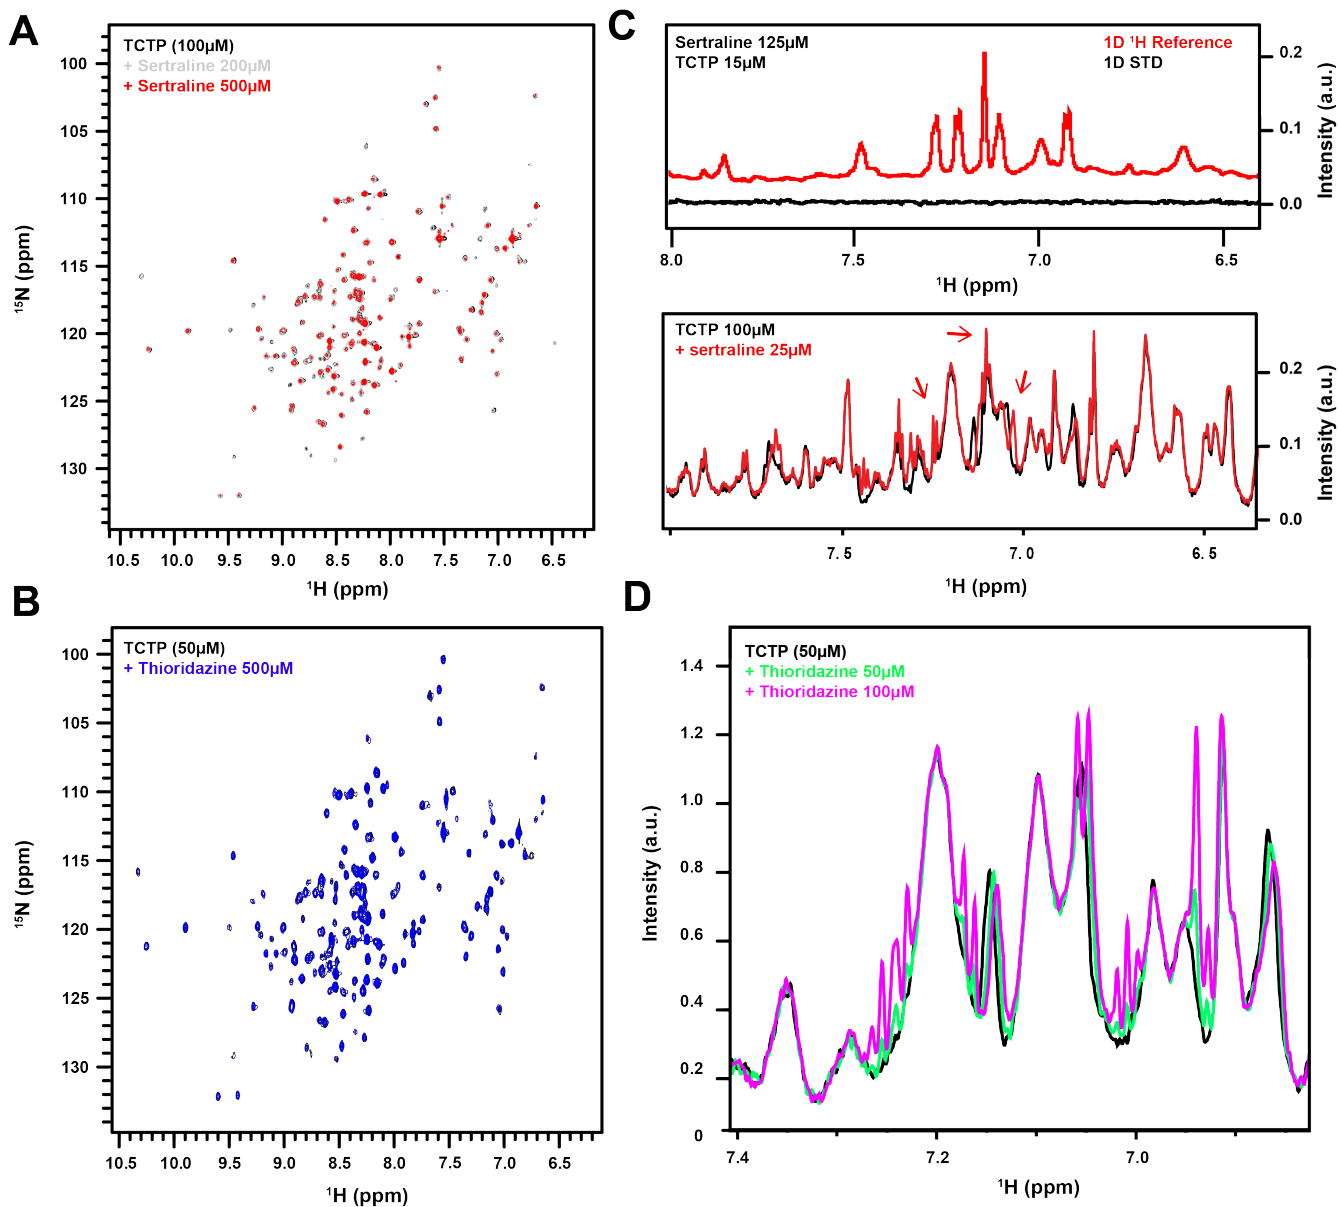 A
TCTP (100µM)
+ Sertraline 200µM
+ Sertraline 500µM
100
105
110
115
120
125
130
¹⁵N (ppm)
10.5 10.0 9.5 9.0 8.5 8.0 7.5 7.0 6.5
¹H (ppm)
B
TCTP (50µM)
+ Thioridazine 500µM
100
105
110
115
120
125
130
¹⁵N (ppm)
10.5 10.0 9.5 9.0 8.5 8.0 7.5 7.0 6.5
¹H (ppm)
C
Sertraline 125µM
TCTP 15µM
1D ¹H Reference
1D STD
0.2
0.1
0.0
Intensity (a.u.)
8.0 7.5 7.0 6.5
¹H (ppm)
TCTP 100µM
+ sertraline 25µM
0.2
0.1
0.0
Intensity (a.u.)
7.5 7.0 6.5
¹H (ppm)
D
TCTP (50µM)
+ Thioridazine 50µM
+ Thioridazine 100µM
1.4
1.2
1.0
0.8
0.6
0.4
0.2
0
Intensity (a.u.)
7.4 7.2 7.0
¹H (ppm)